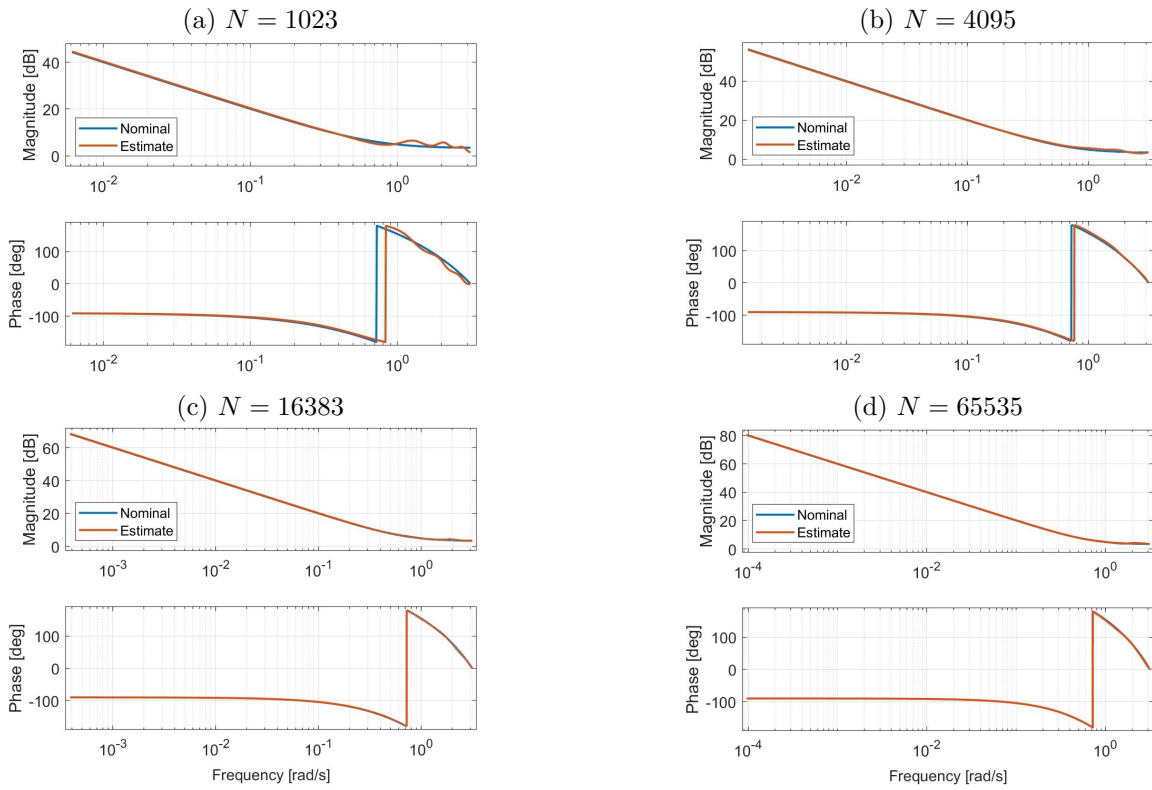 (a) N = 1023
Magnitude [dB]
40
20
0
Nominal
Estimate
10^-2
10^-1
10^0
Phase [deg]
100
0
-100
10^-2
10^-1
10^0
(b) N = 4095
Magnitude [dB]
40
20
0
Nominal
Estimate
10^-2
10^-1
10^0
Phase [deg]
100
0
-100
10^-2
10^-1
10^0
(c) N = 16383
Magnitude [dB]
60
40
20
0
Nominal
Estimate
10^-3
10^-2
10^-1
10^0
Phase [deg]
100
0
-100
10^-3
10^-2
10^-1
10^0
Frequency [rad/s]
(d) N = 65535
Magnitude [dB]
80
60
40
20
0
Nominal
Estimate
10^-4
10^-2
10^0
Phase [deg]
100
0
-100
10^-4
10^-2
10^0
Frequency [rad/s]